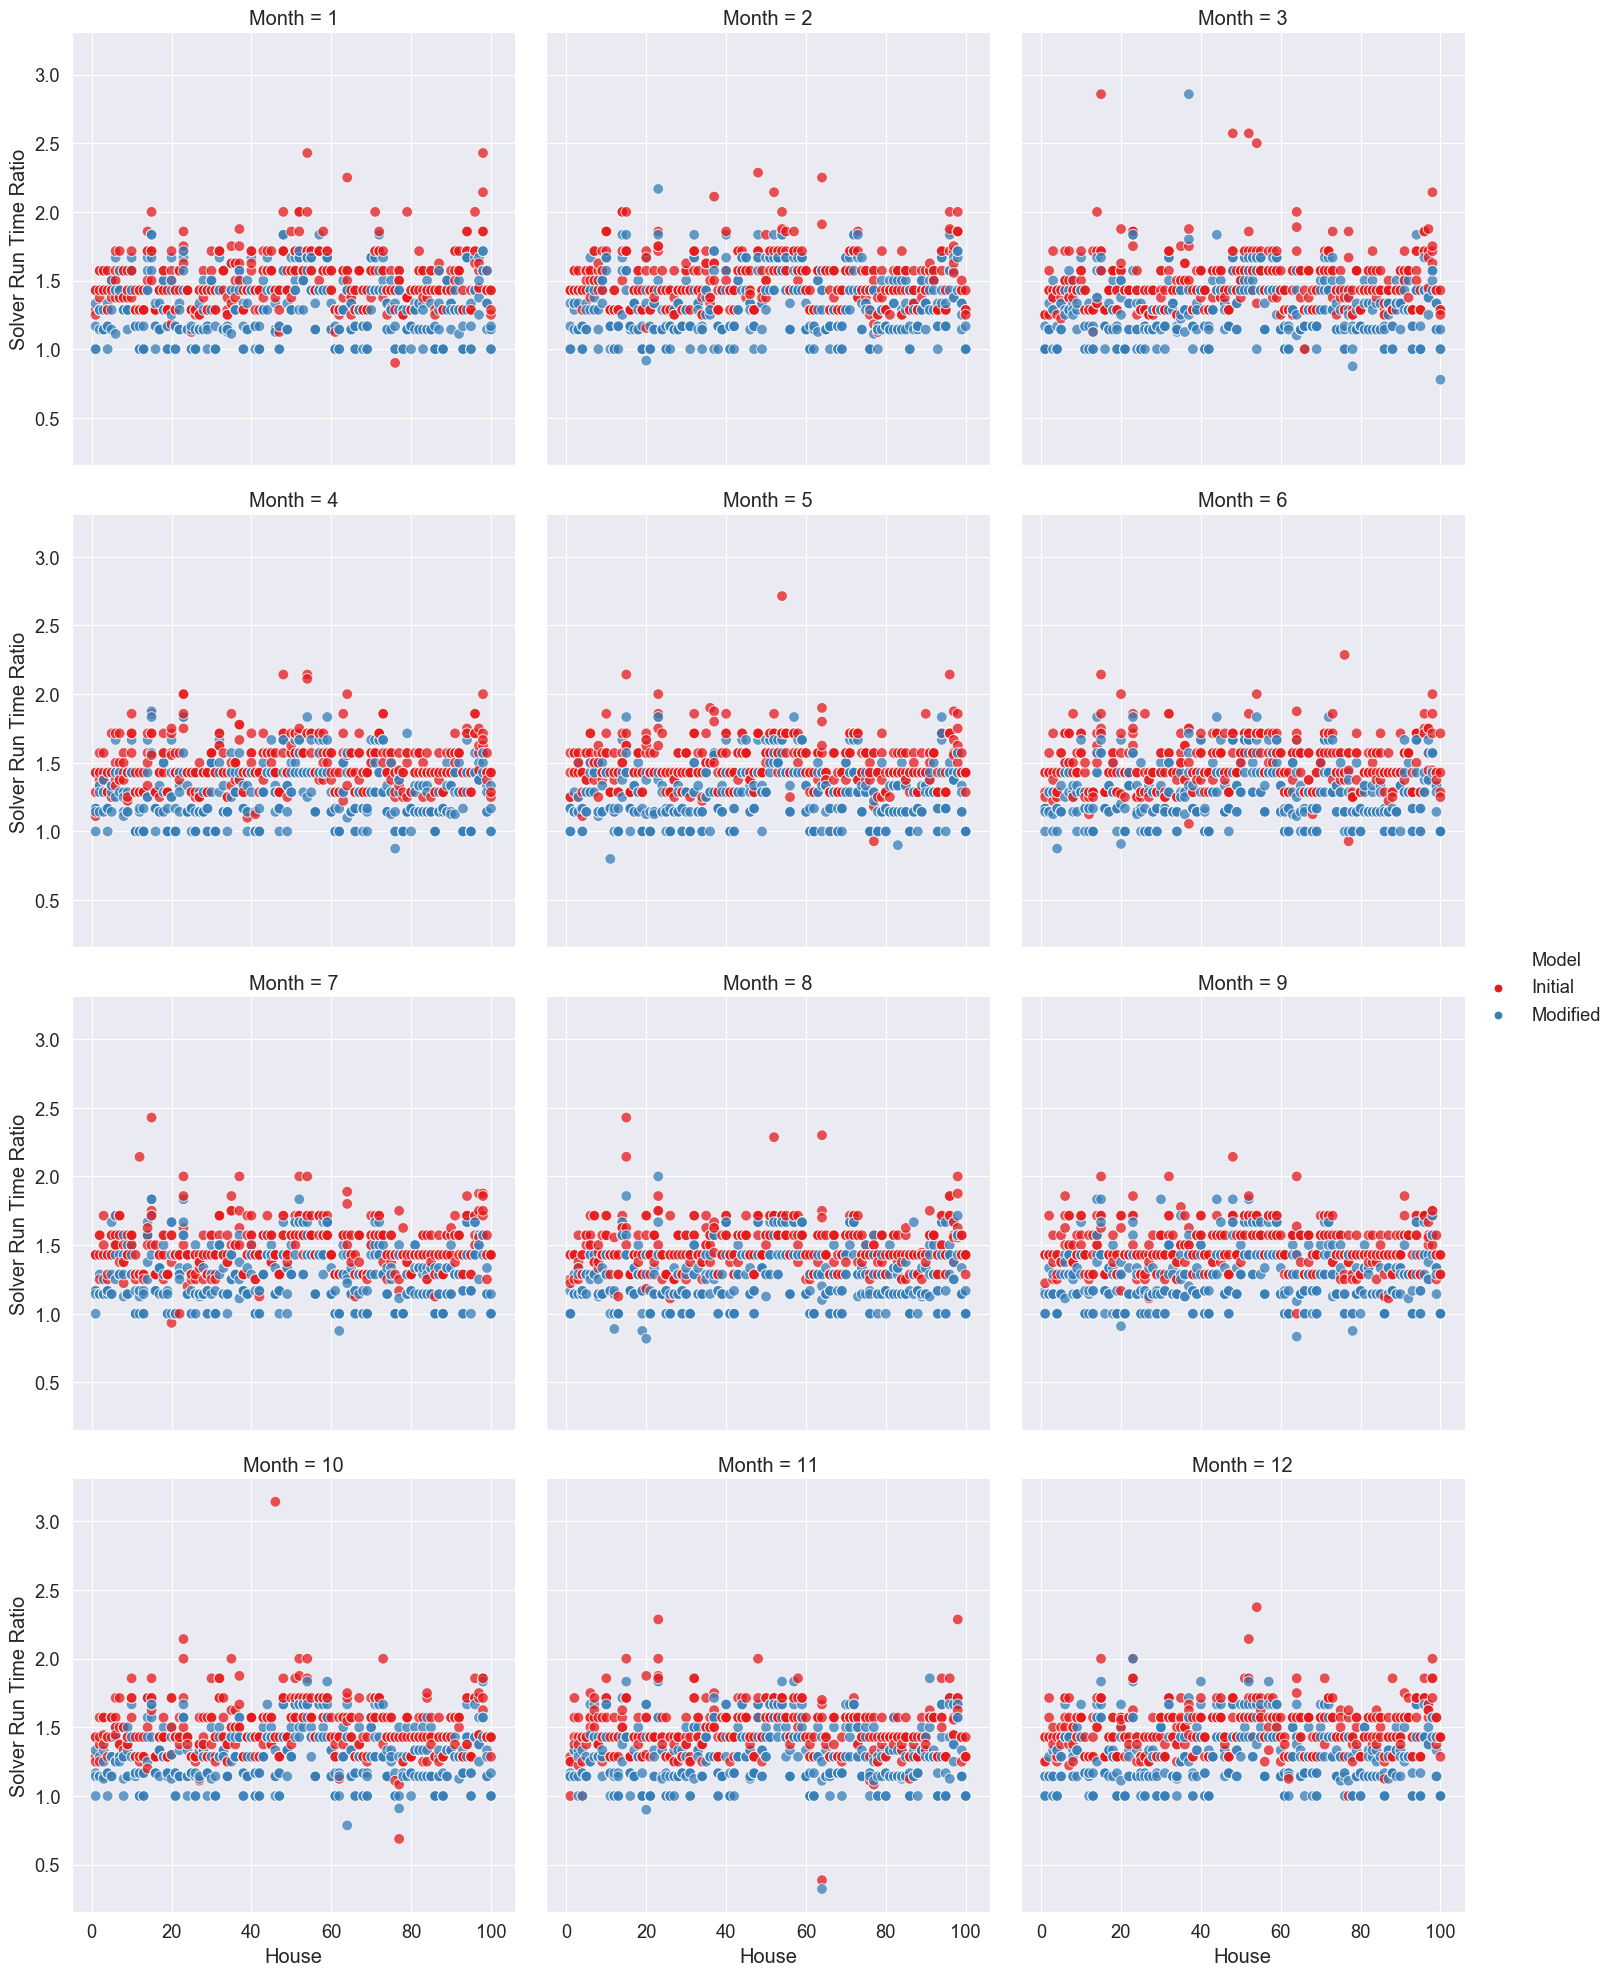 Month = 1
Month = 2
Month = 3
3.0
2.5
2.0
1.5
1.0
0.5
Solver Run Time Ratio
Month = 4
Month = 5
Month = 6
3.0
2.5
2.0
1.5
1.0
0.5
Solver Run Time Ratio
Model
Initial
Modified
Month = 7
Month = 8
Month = 9
3.0
2.5
2.0
1.5
1.0
0.5
Solver Run Time Ratio
Month = 10
Month = 11
Month = 12
3.0
2.5
2.0
1.5
1.0
0.5
Solver Run Time Ratio
0 20 40 60 80 100
0 20 40 60 80 100
0 20 40 60 80 100
House
House
House